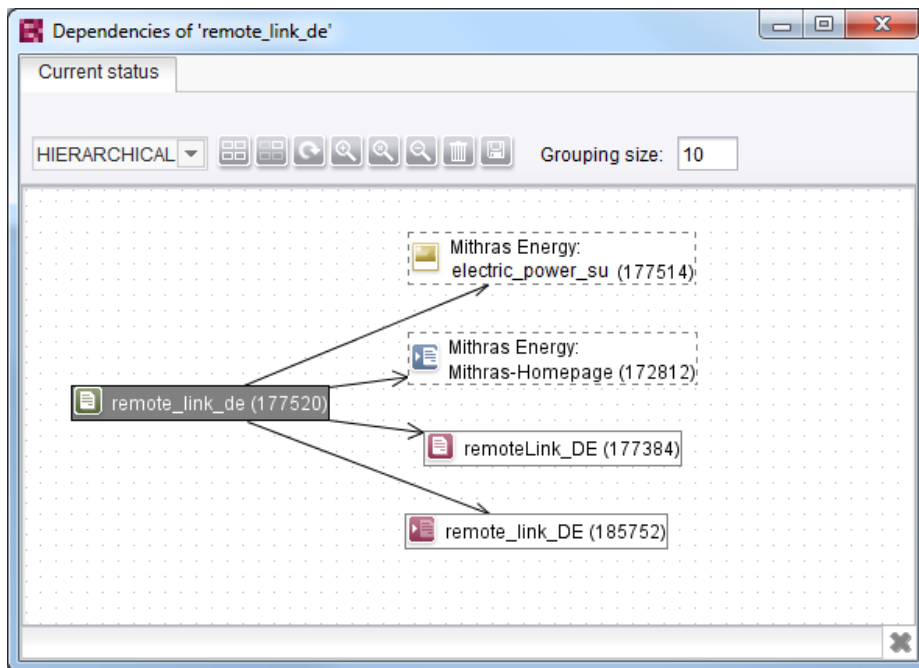 Dependencies of 'remote_link_de'
Current status
HIERARCHICAL
Grouping size: 10
Mithras Energy:
electric_power_su (177514)
Mithras Energy:
Mithras-Homepage (172812)
remote_link_de (177520)
remoteLink_DE (177384)
remote_link_DE (185752)